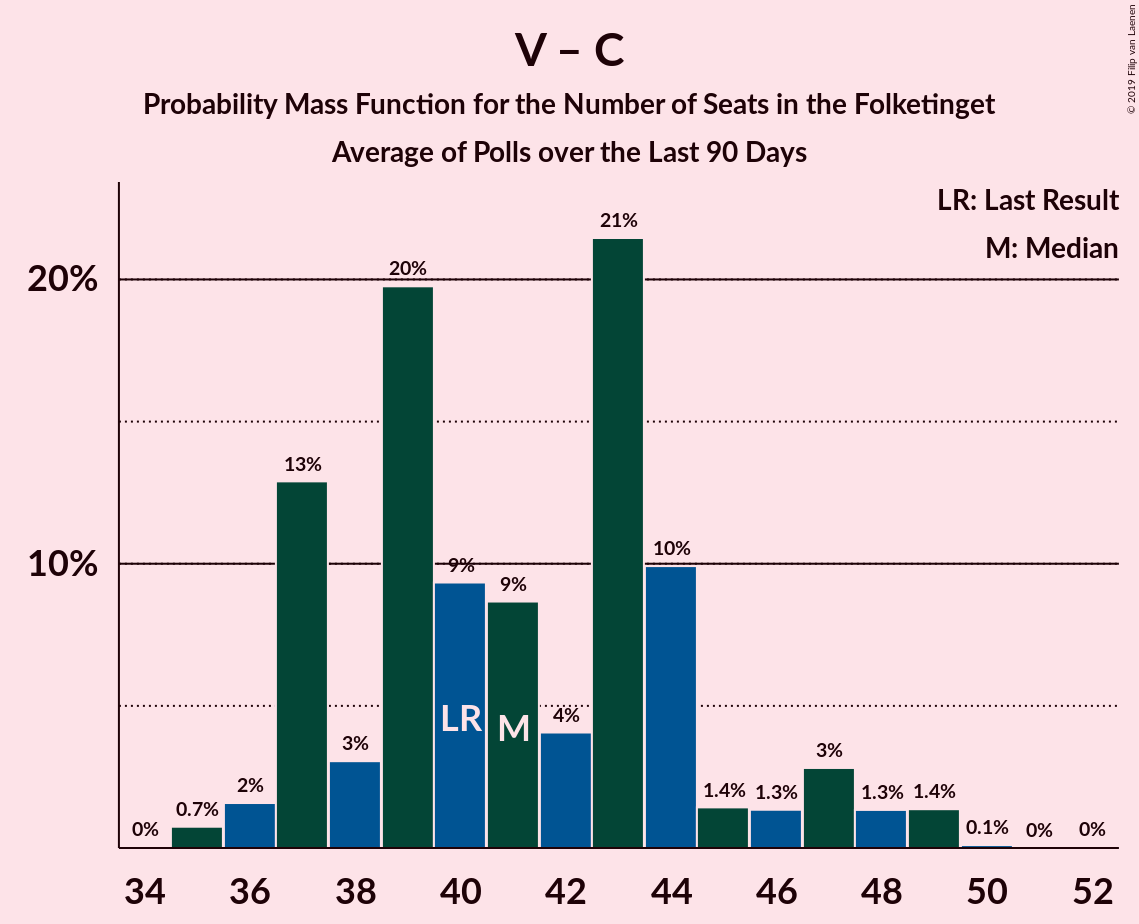 V – C
Probability Mass Function for the Number of Seats in the Folketinget
Average of Polls over the Last 90 Days
© 2019 Filip van Laenen
LR: Last Result
M: Median
20%
10%
0%
0.7%
2%
13%
3%
20%
9%
9%
4%
21%
10%
1.4%
1.3%
3%
1.3%
1.4%
0.1%
0%
0%
LR
M
34 36 38 40 42 44 46 48 50 52